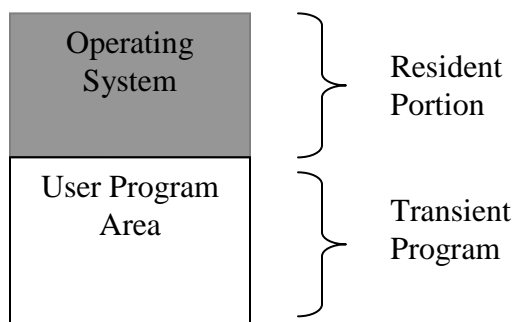 Operating
System
Resident
Portion
User Program
Area
Transient
Program